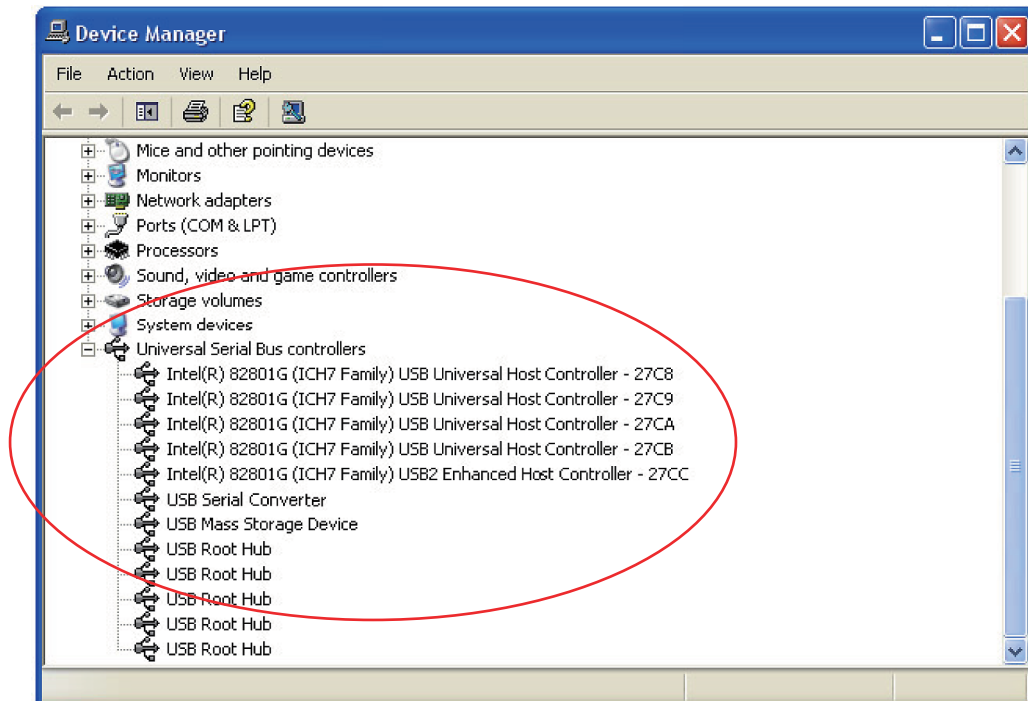 Device Manager
File Action View Help
Mice and other pointing devices
Monitors
Network adapters
Ports (COM & LPT)
Processors
Sound, video and game controllers
Storage volumes
System devices
Universal Serial Bus controllers
Intel(R) 82801G (ICH7 Family) USB Universal Host Controller - 27C8
Intel(R) 82801G (ICH7 Family) USB Universal Host Controller - 27C9
Intel(R) 82801G (ICH7 Family) USB Universal Host Controller - 27CA
Intel(R) 82801G (ICH7 Family) USB Universal Host Controller - 27CB
Intel(R) 82801G (ICH7 Family) USB2 Enhanced Host Controller - 27CC
USB Serial Converter
USB Mass Storage Device
USB Root Hub
USB Root Hub
USB Root Hub
USB Root Hub
USB Root Hub